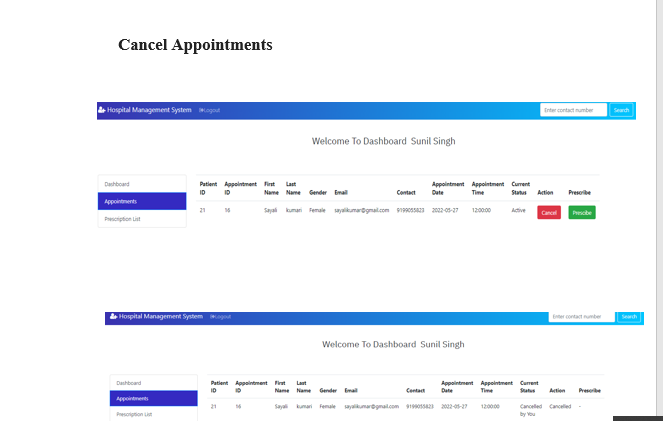 Cancel Appointments
Hospital Management System Logout Enter contact number Search
Welcome To Dashboard Sunil Singh
Dashboard
Appointments
Prescription List
Patient ID Appointment ID First Name Last Name Gender Email Contact Appointment Date Appointment Time Current Status Action Prescribe
21 16 Sayali kumari Female sayalikumar@gmail.com 9199055823 2022-05-27 12:00:00 Active Cancel Prescibe
Hospital Management System Logout Enter contact number Search
Welcome To Dashboard Sunil Singh
Dashboard
Appointments
Prescription List
Patient ID Appointment ID First Name Last Name Gender Email Contact Appointment Date Appointment Time Current Status Action Prescribe
21 16 Sayali kumari Female sayalikumar@gmail.com 9199055823 2022-05-27 12:00:00 Cancelled by You Cancelled -